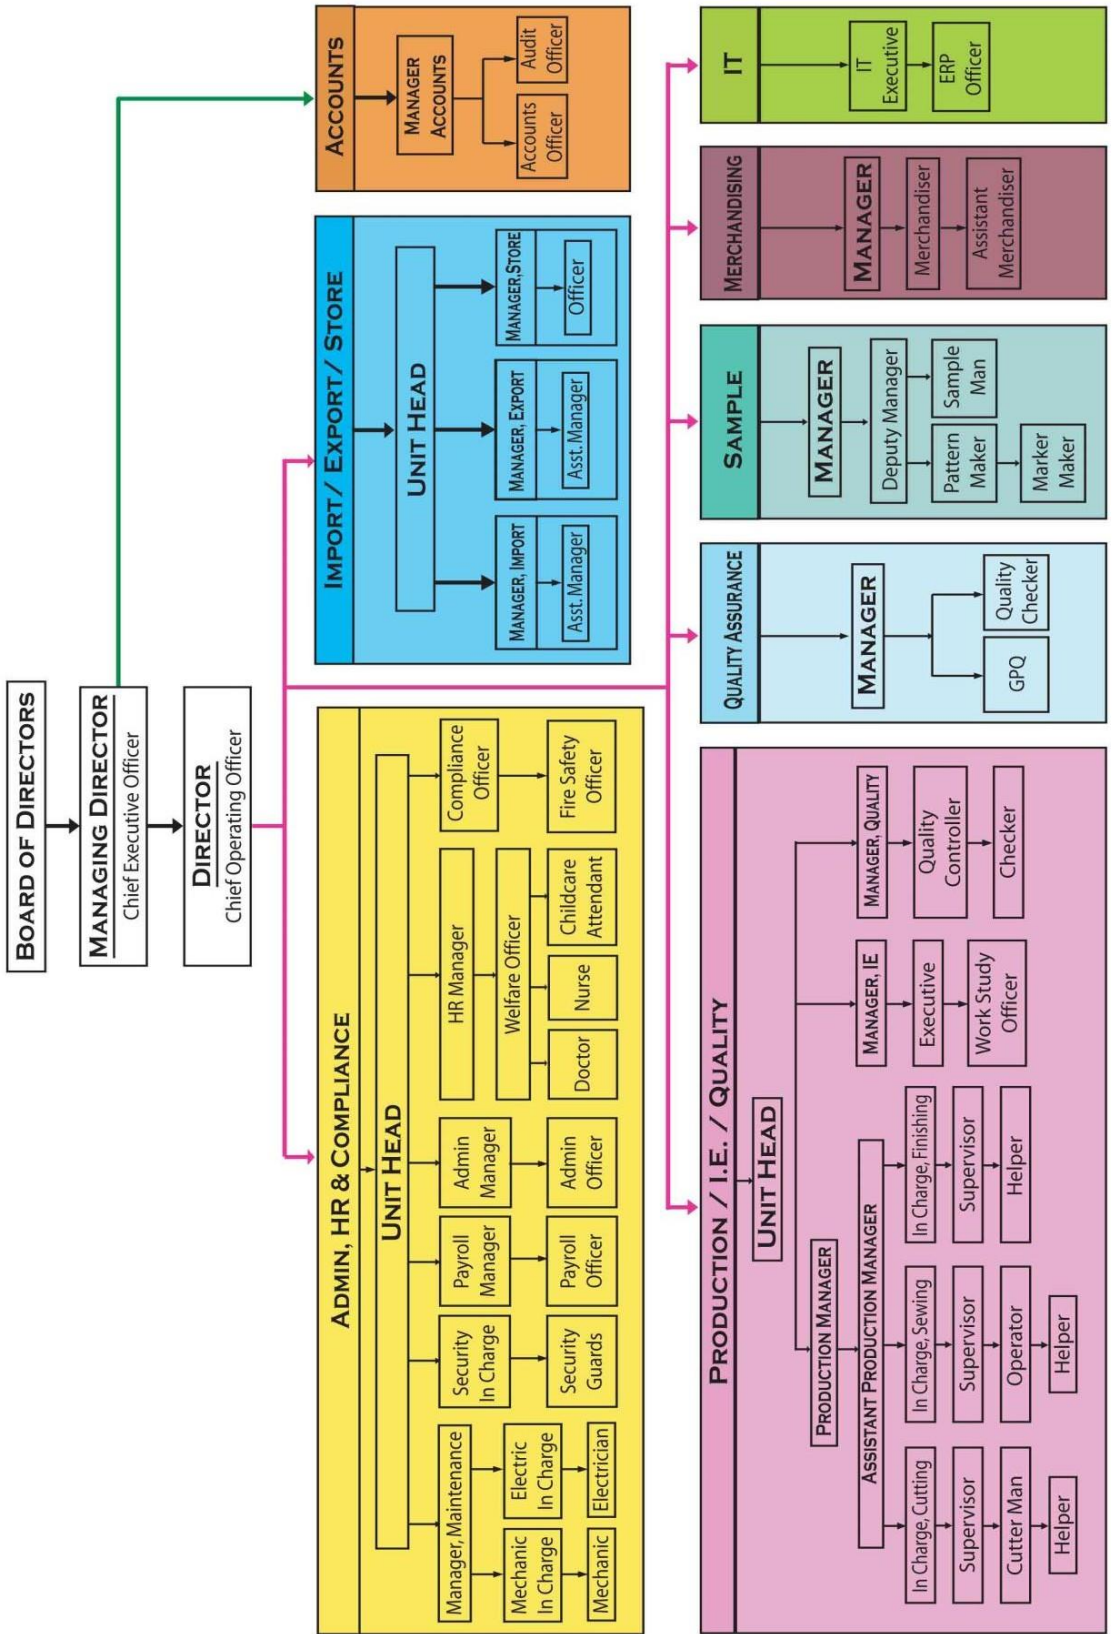 BOARD OF DIRECTORS
MANAGING DIRECTOR
Chief Executive Officer
DIRECTOR
Chief Operating Officer
ADMIN, HR & COMPLIANCE
UNIT HEAD
Manager, Maintenance
Mechanic
In Charge
Mechanic
Electric
In Charge
Electrician
Security
In Charge
Security
Guards
Payroll
Manager
Payroll
Officer
Admin
Manager
Admin
Officer
HR Manager
Welfare Officer
Doctor
Nurse
Childcare
Attendant
Compliance
Officer
Fire Safety
Officer
IMPORT/ EXPORT/ STORE
UNIT HEAD
MANAGER, IMPORT
Asst. Manager
MANAGER, EXPORT
Asst. Manager
MANAGER,STORE
Officer
ACCOUNTS
MANAGER
ACCOUNTS
Accounts
Officer
Audit
Officer
PRODUCTION / I.E. / QUALITY
UNIT HEAD
PRODUCTION MANAGER
ASSISTANT PRODUCTION MANAGER
In Charge, Cutting
Supervisor
Cutter Man
Helper
In Charge, Sewing
Supervisor
Operator
Helper
In Charge, Finishing
Supervisor
Helper
MANAGER, IE
Executive
Work Study
Officer
MANAGER, QUALITY
Quality
Controller
Checker
QUALITY ASSURANCE
MANAGER
GPQ
Quality
Checker
SAMPLE
MANAGER
Deputy Manager
Pattern
Maker
Marker
Maker
Sample
Man
MERCHANDISING
MANAGER
Merchandiser
Assistant
Merchandiser
IT
IT
Executive
ERP
Officer